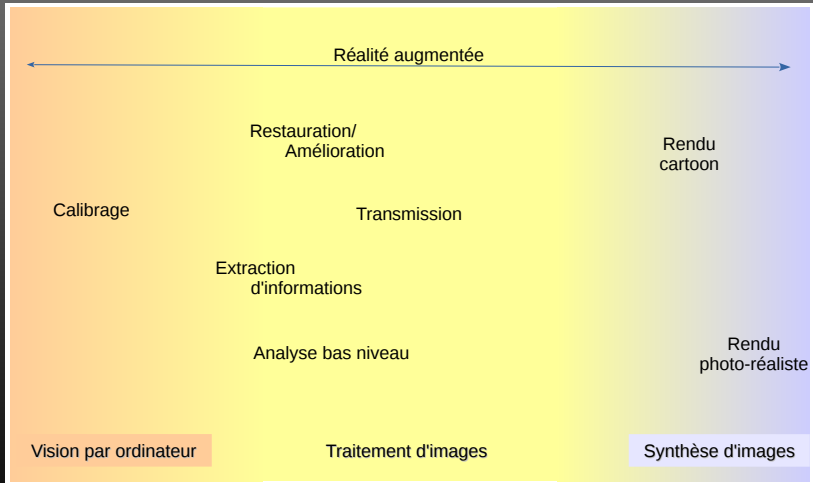 Réalité augmentée
Restauration/
Amélioration
Rendu
cartoon
Calibrage
Transmission
Extraction
d'informations
Analyse bas niveau
Rendu
photo-réaliste
Vision par ordinateur
Traitement d'images
Synthèse d'images